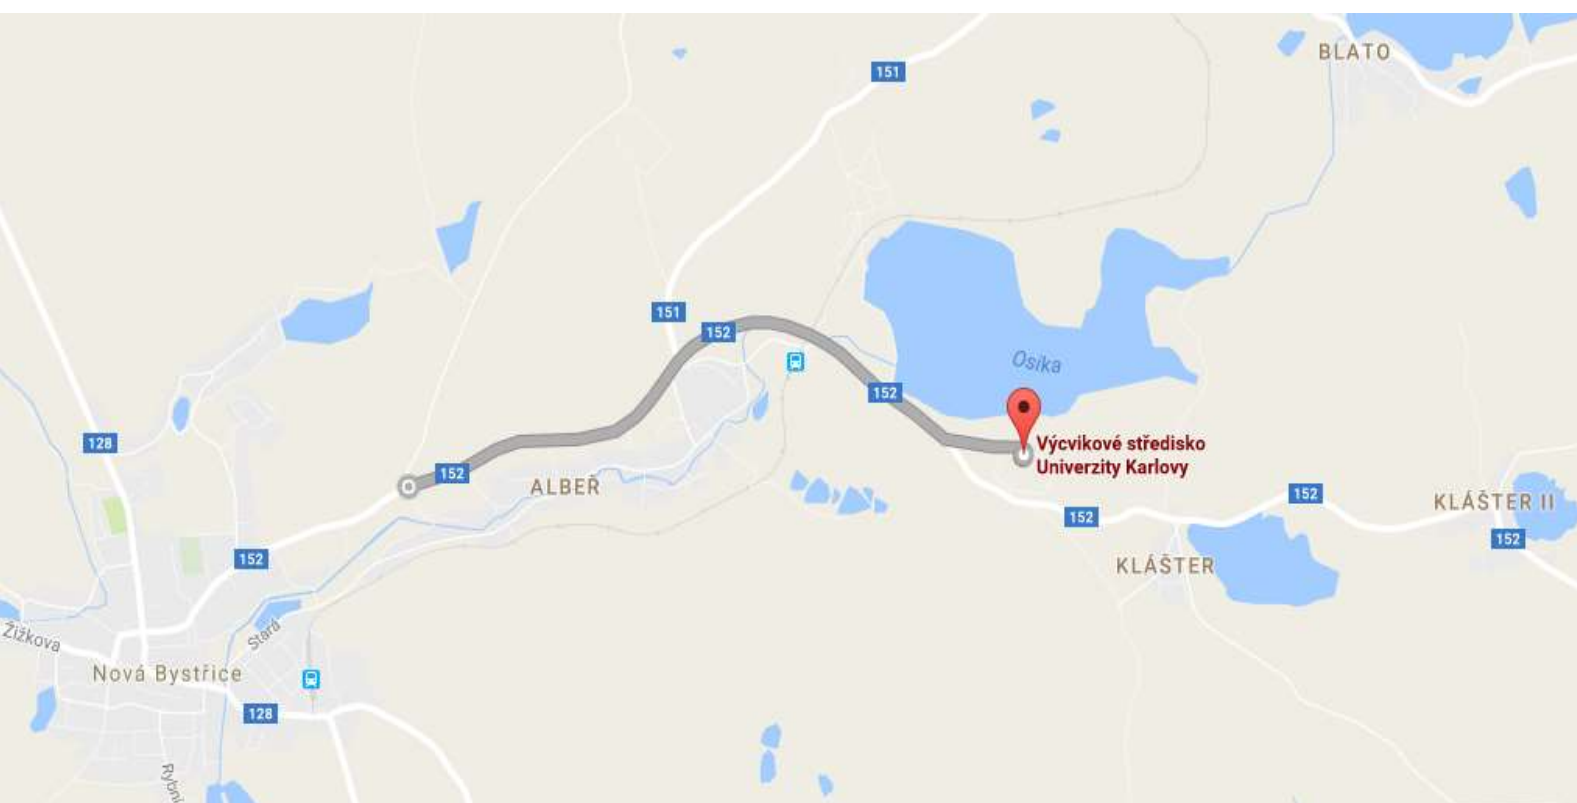 BLATO
151
151
152
Osika
152
128
Výcvikové středisko
Univerzity Karlovy
152
ALBEŘ
152
KLÁŠTER II
152
152
152
KLÁŠTER
Žižkova
Stará
Nová Bystřice
128
Rybní